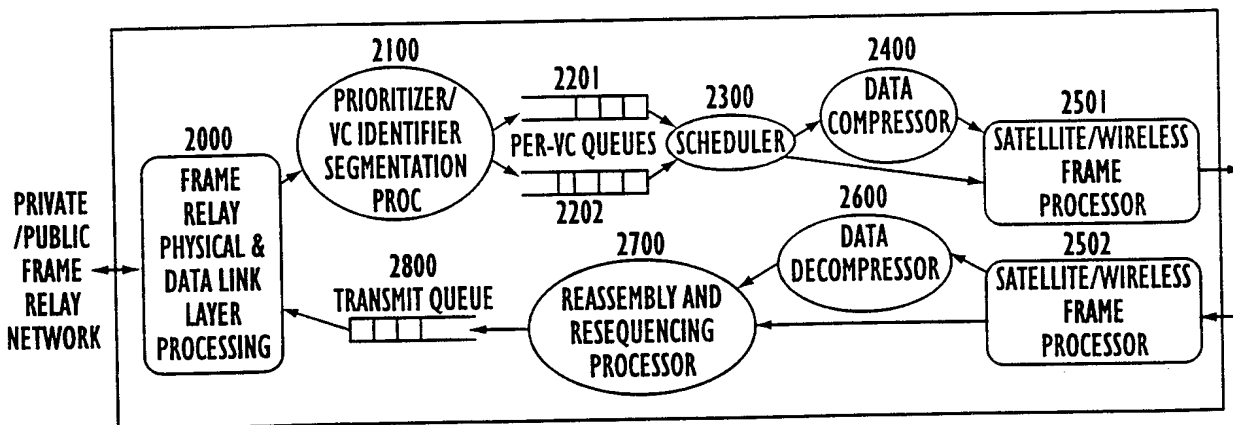 PRIVATE
/PUBLIC
FRAME
RELAY
NETWORK
2000
FRAME
RELAY
PHYSICAL &
DATA LINK
LAYER
PROCESSING
2100
PRIORITIZER/
VC IDENTIFIER
SEGMENTATION
PROC
2201
PER-VC QUEUES
2202
2300
SCHEDULER
2400
DATA
COMPRESSOR
2501
SATELLITE/WIRELESS
FRAME
PROCESSOR
2502
SATELLITE/WIRELESS
FRAME
PROCESSOR
2600
DATA
DECOMPRESSOR
2700
REASSEMBLY AND
RESEQUENCING
PROCESSOR
2800
TRANSMIT QUEUE